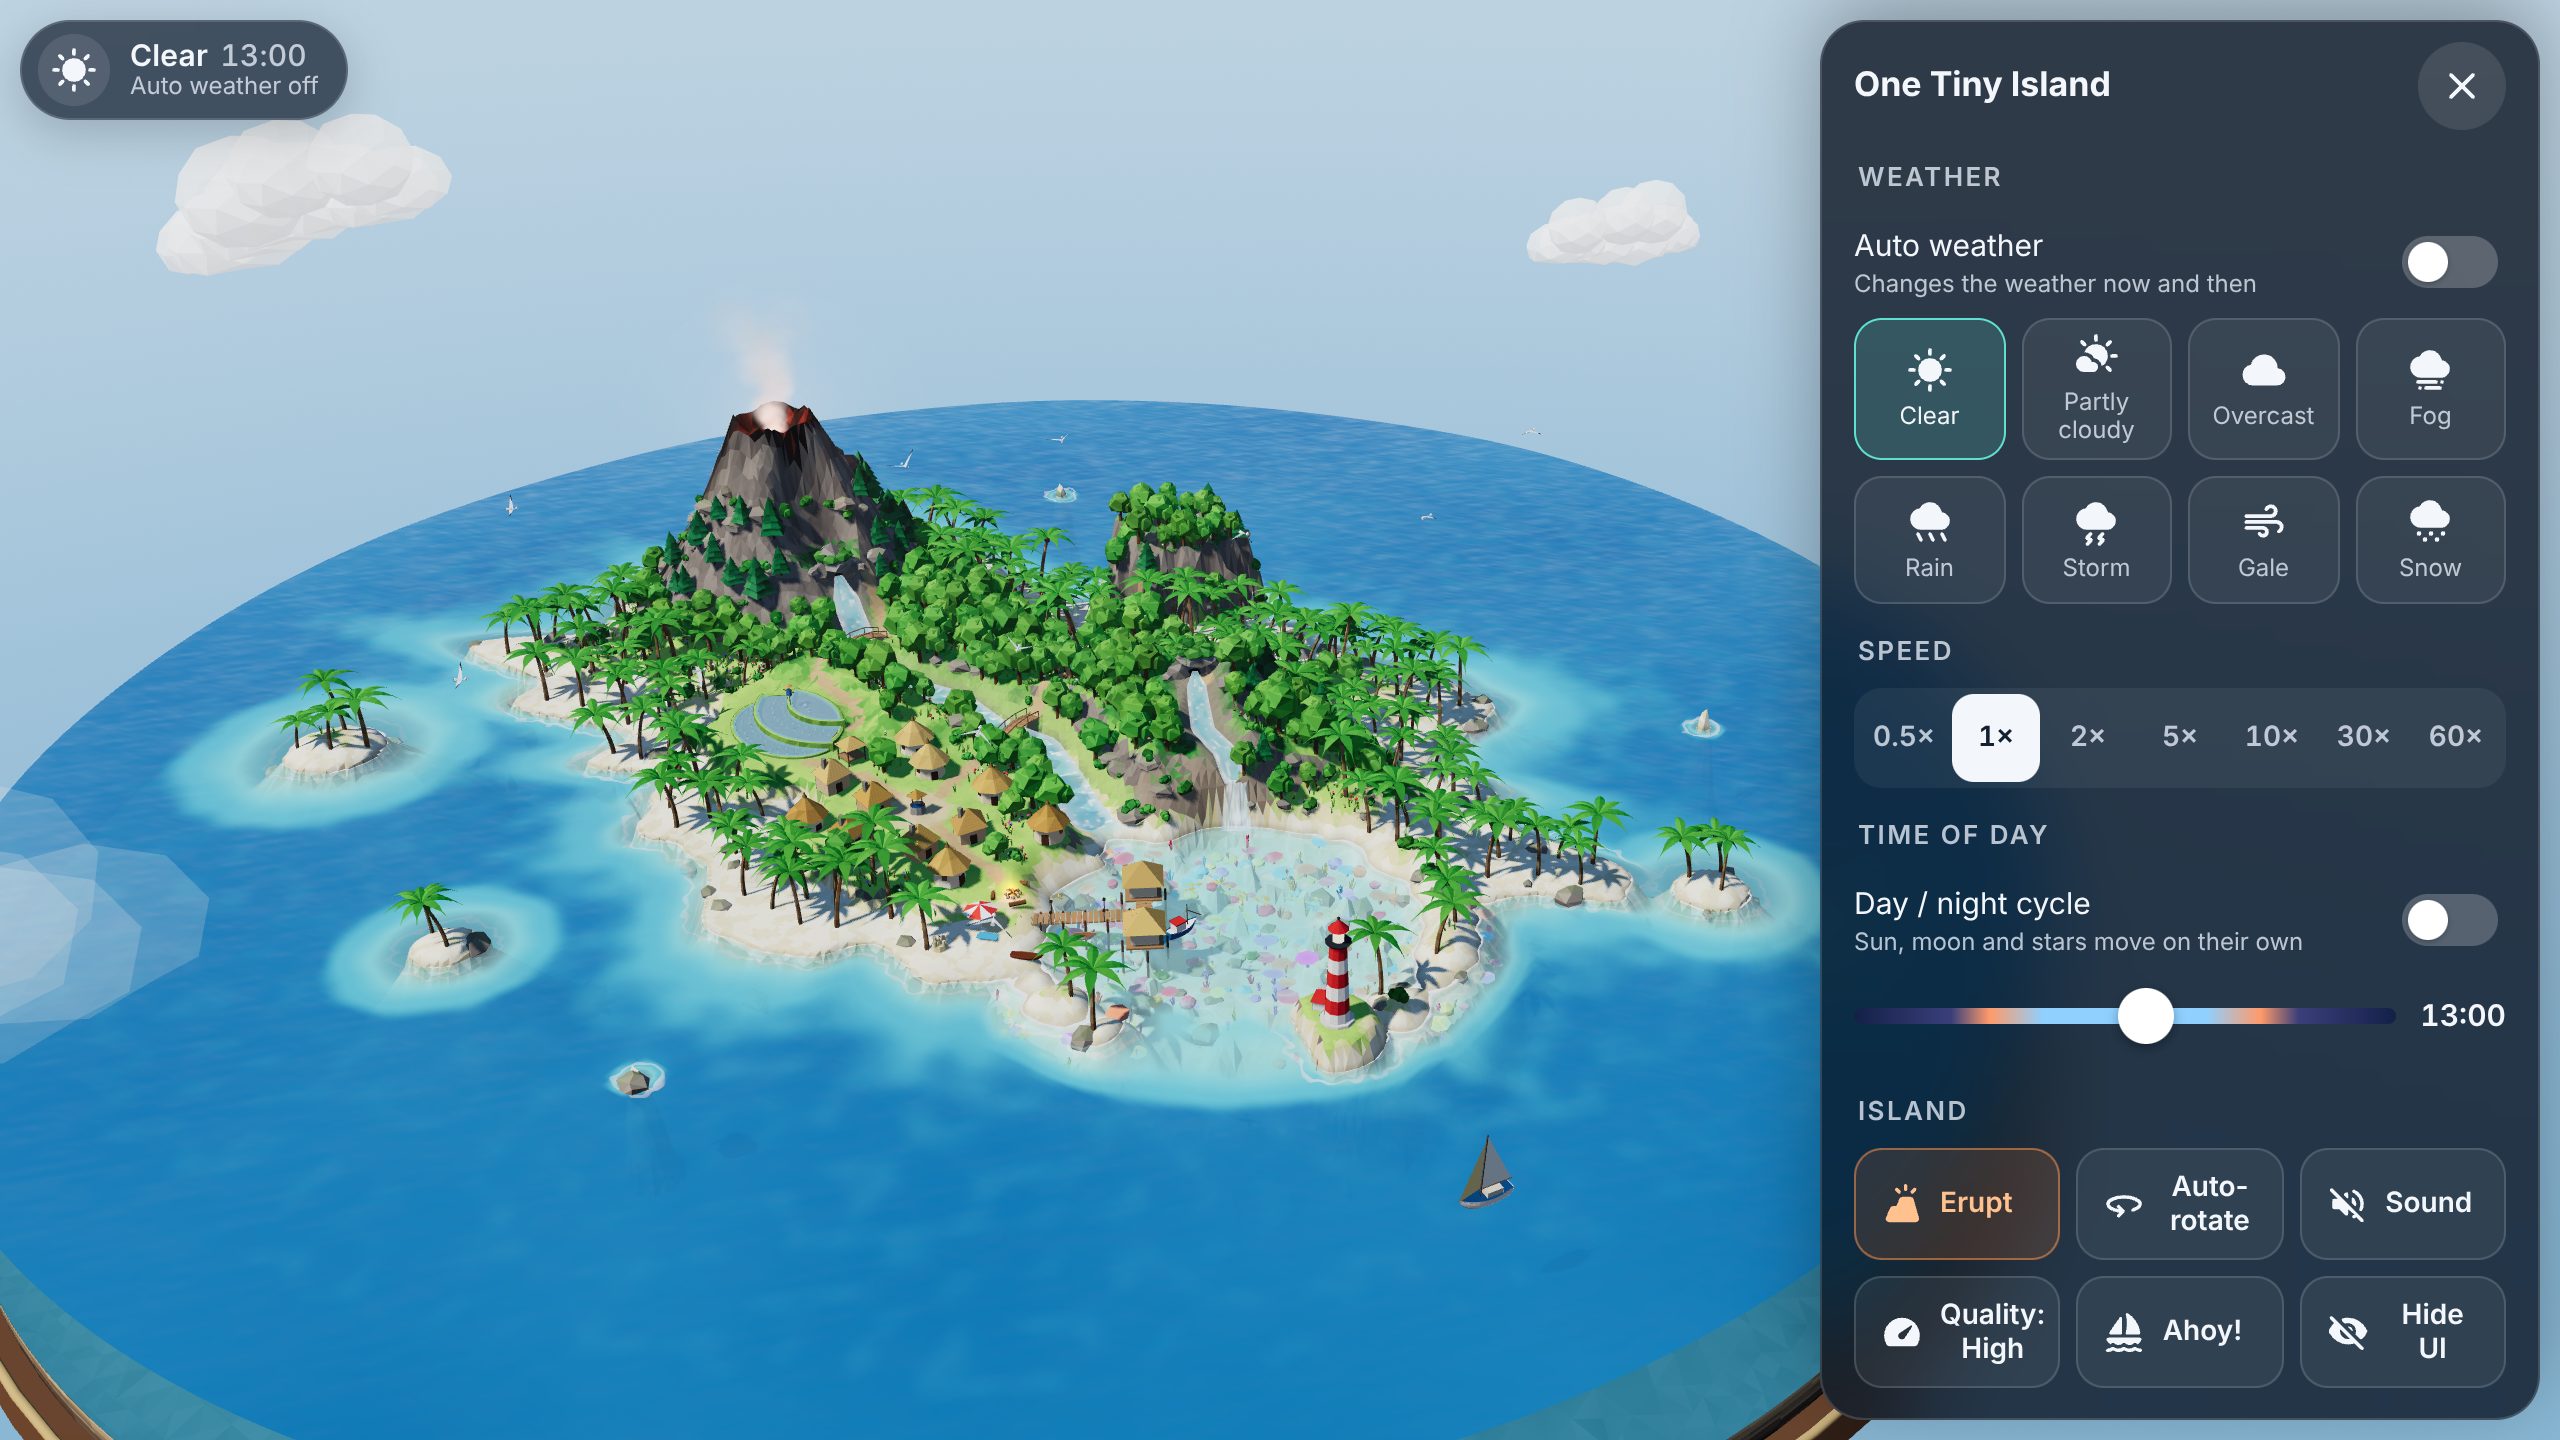 Clear 13:00
Auto weather off
One Tiny Island
WEATHER
Auto weather
Changes the weather now and then
Clear
Partly
cloudy
Overcast
Fog
Rain
Storm
Gale
Snow
SPEED
0.5× 1× 2× 5× 10× 30× 60×
TIME OF DAY
Day / night cycle
Sun, moon and stars move on their own
13:00
ISLAND
Erupt
Auto-
rotate
Sound
Quality:
High
Ahoy!
Hide
UI